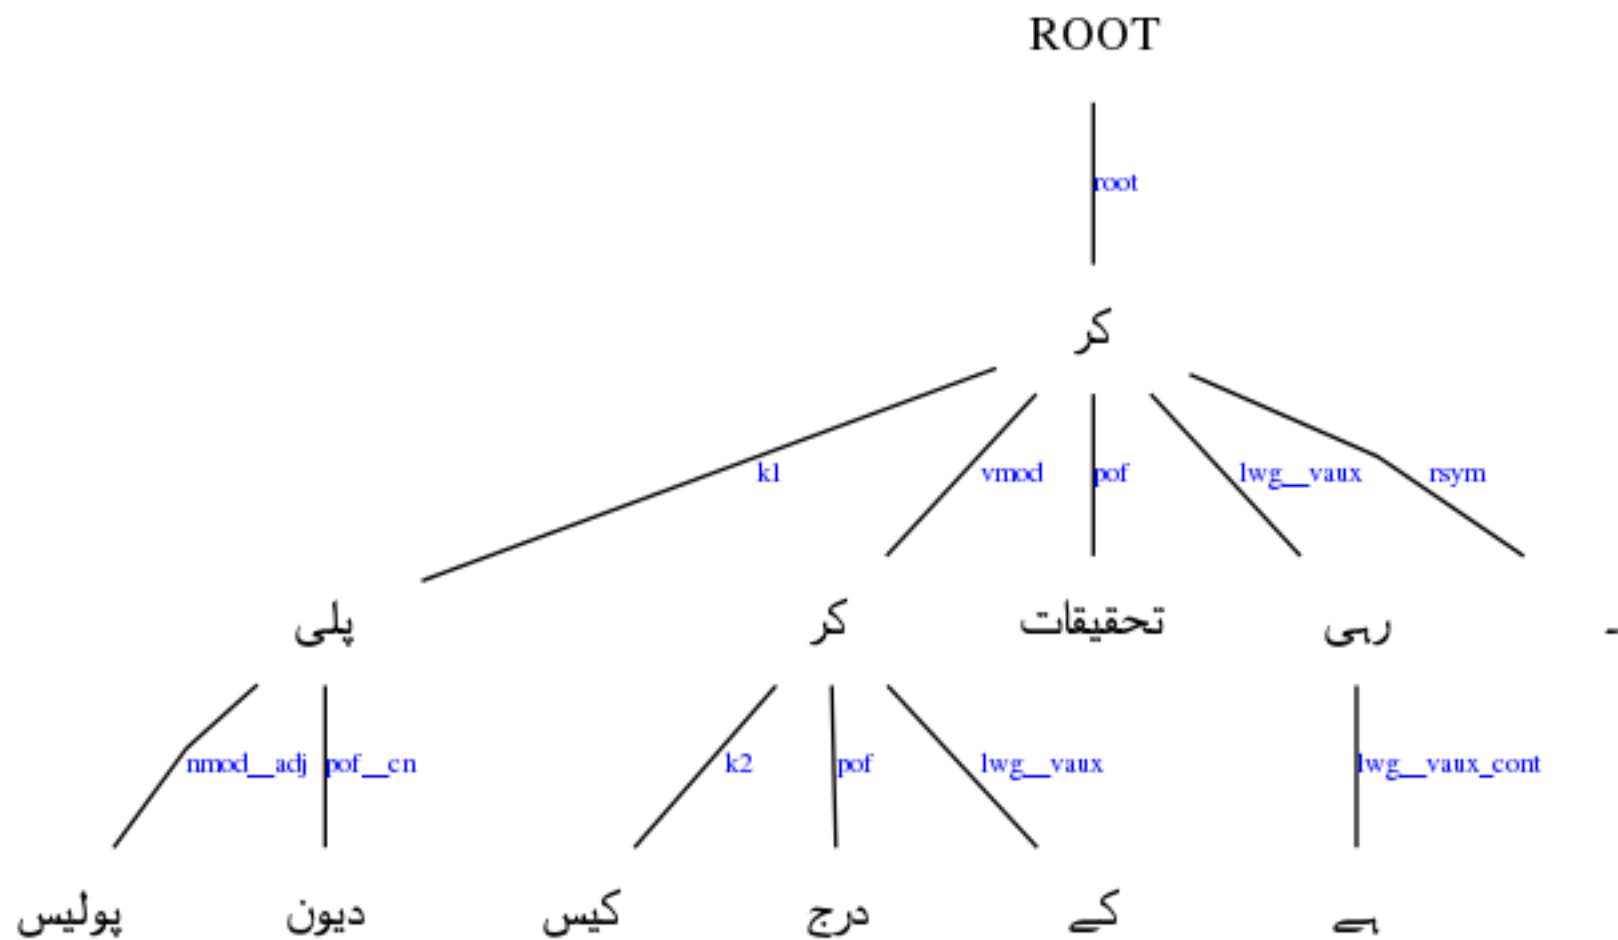 ROOT
root
کر
k1 vmod pof lwg__vaux rsym
پلی کر تحقیقات رہی ۔
nmod__adj pof__cn k2 pof lwg__vaux lwg__vaux_cont
پولیس دیون کیس درج کے ہے